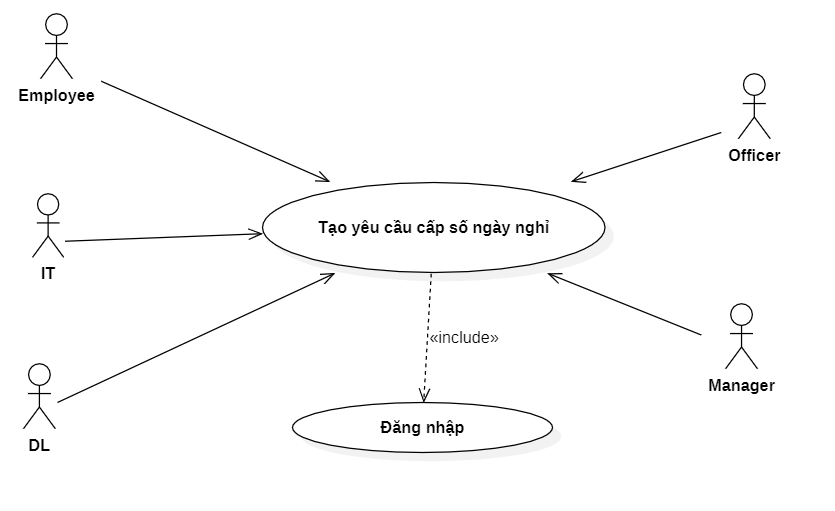 Employee
Officer
Tạo yêu cầu cấp số ngày nghỉ
IT
«include»
Manager
Đăng nhập
DL